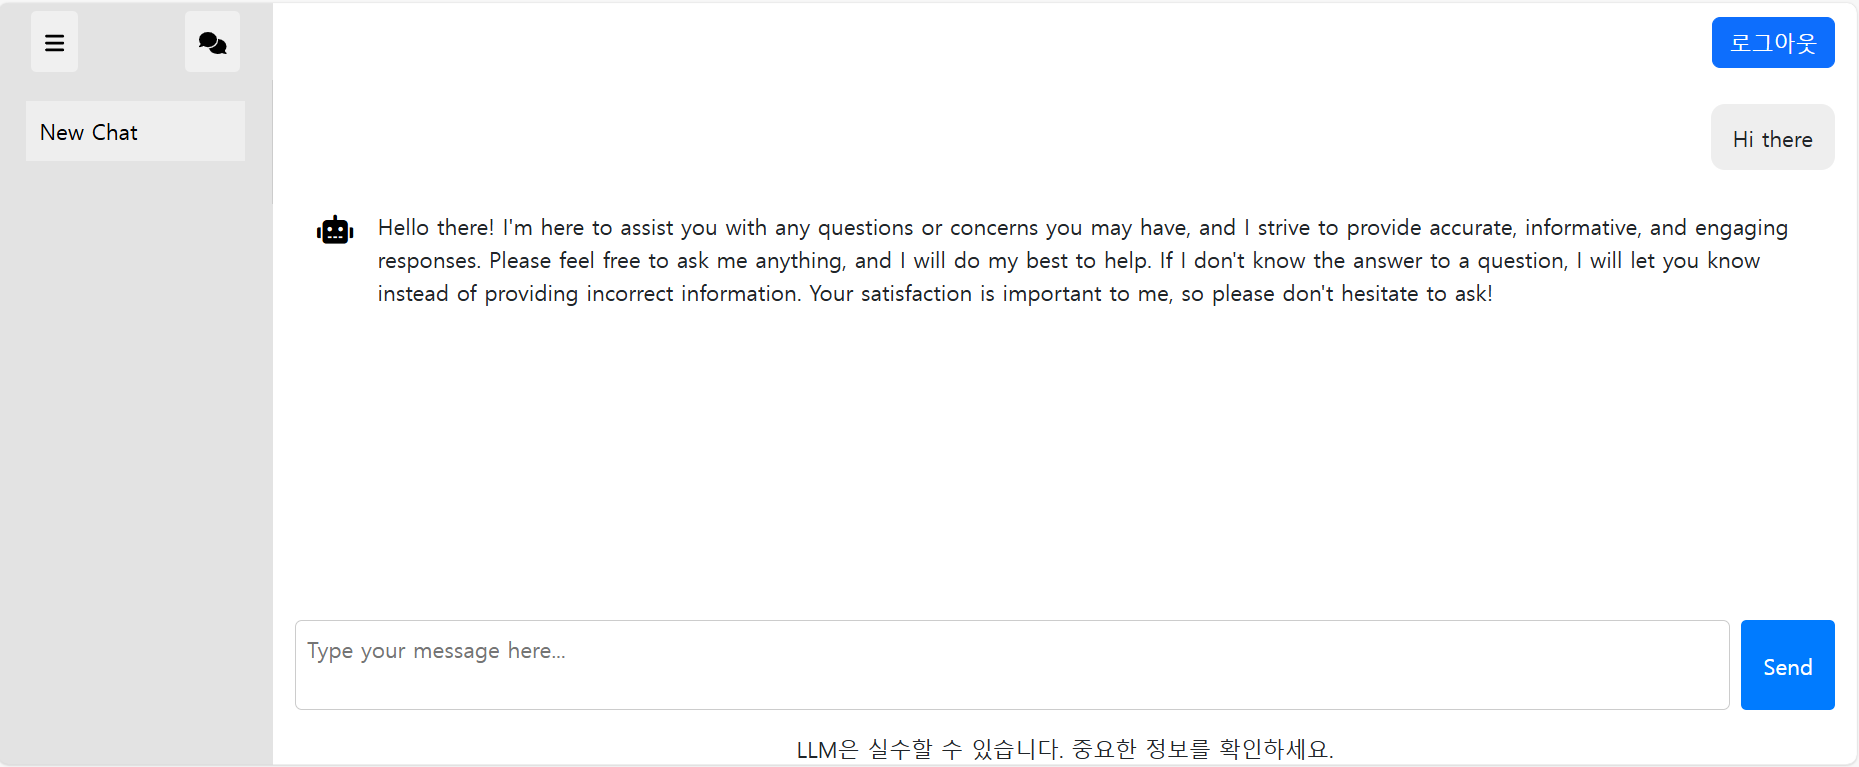 로그아웃
New Chat
Hi there
Hello there! I'm here to assist you with any questions or concerns you may have, and I strive to provide accurate, informative, and engaging
responses. Please feel free to ask me anything, and I will do my best to help. If I don't know the answer to a question, I will let you know
instead of providing incorrect information. Your satisfaction is important to me, so please don't hesitate to ask!
Type your message here...
Send
LLM은 실수할 수 있습니다. 중요한 정보를 확인하세요.